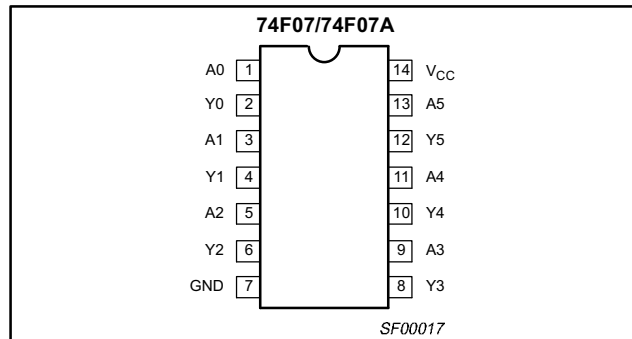 74F07/74F07A
A0 1 14 VCC
Y0 2 13 A5
A1 3 12 Y5
Y1 4 11 A4
A2 5 10 Y4
Y2 6 9 A3
GND 7 8 Y3
SF00017